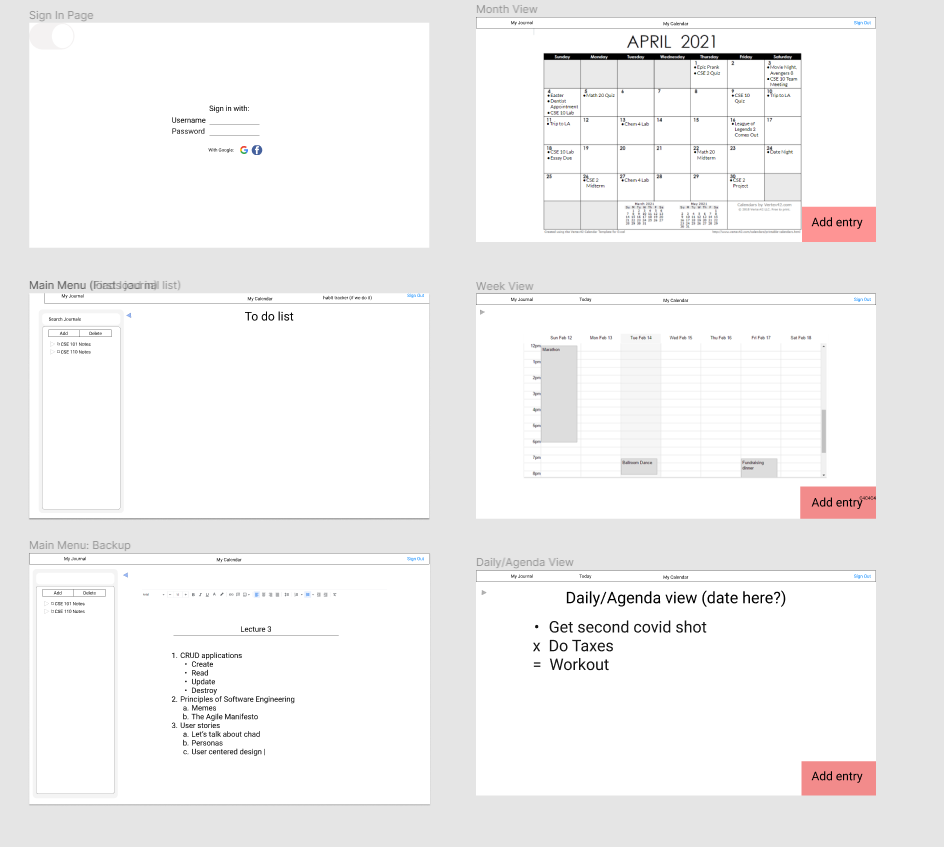 Sign In Page
Sign in with:
Username
Password
With Google:
Month View
My Journal My Calendar Sign Out
APRIL 2021
Sunday Monday Tuesday Wednesday Thursday Friday Saturday
1 2 3
Epic Prank
CSE 2 Quiz
Movie Night, Avengers 8
CSE 10 Team Meeting
4 5 6 7 8 9 10
Easter
Dentist Appointment
CSE 10 Lab
Math 20 Quiz
CSE 10 Quiz
Trip to LA
11 12 13 14 15 16 17
Trip to LA
Chem 4 Lab
League of Legends 2 Comes Out
18 19 20 21 22 23 24
CSE 10 Lab
Essay Due
Math 20 Midterm
Date Night
25 26 27 28 29 30
CSE 2 Midterm
Chem 4 Lab
CSE 2 Project
March 2021 May 2021
Calendars by Vertex42.com
Add entry
Main Menu
My Journal My Calendar habit tracker (if we do it) Sign Out
Search Journals
Add Delete
CSE 101 Notes
CSE 110 Notes
To do list
Week View
My Journal Today My Calendar Sign Out
Sun Feb 12 Mon Feb 13 Tue Feb 14 Wed Feb 15 Thu Feb 16 Fri Feb 17 Sat Feb 18
12pm
Marathon
1pm
2pm
3pm
4pm
5pm
6pm
7pm
Ballroom Dance
Fundraising dinner
8pm
Add entry
Main Menu: Backup
My Journal My Calendar Sign Out
Add Delete
CSE 101 Notes
CSE 110 Notes
Lecture 3
1. CRUD applications
• Create
• Read
• Update
• Destroy
2. Principles of Software Engineering
a. Memes
b. The Agile Manifesto
3. User stories
a. Let's talk about chad
b. Personas
c. User centered design |
Daily/Agenda View
My Journal Today My Calendar Sign Out
Daily/Agenda view (date here?)
• Get second covid shot
x Do Taxes
= Workout
Add entry